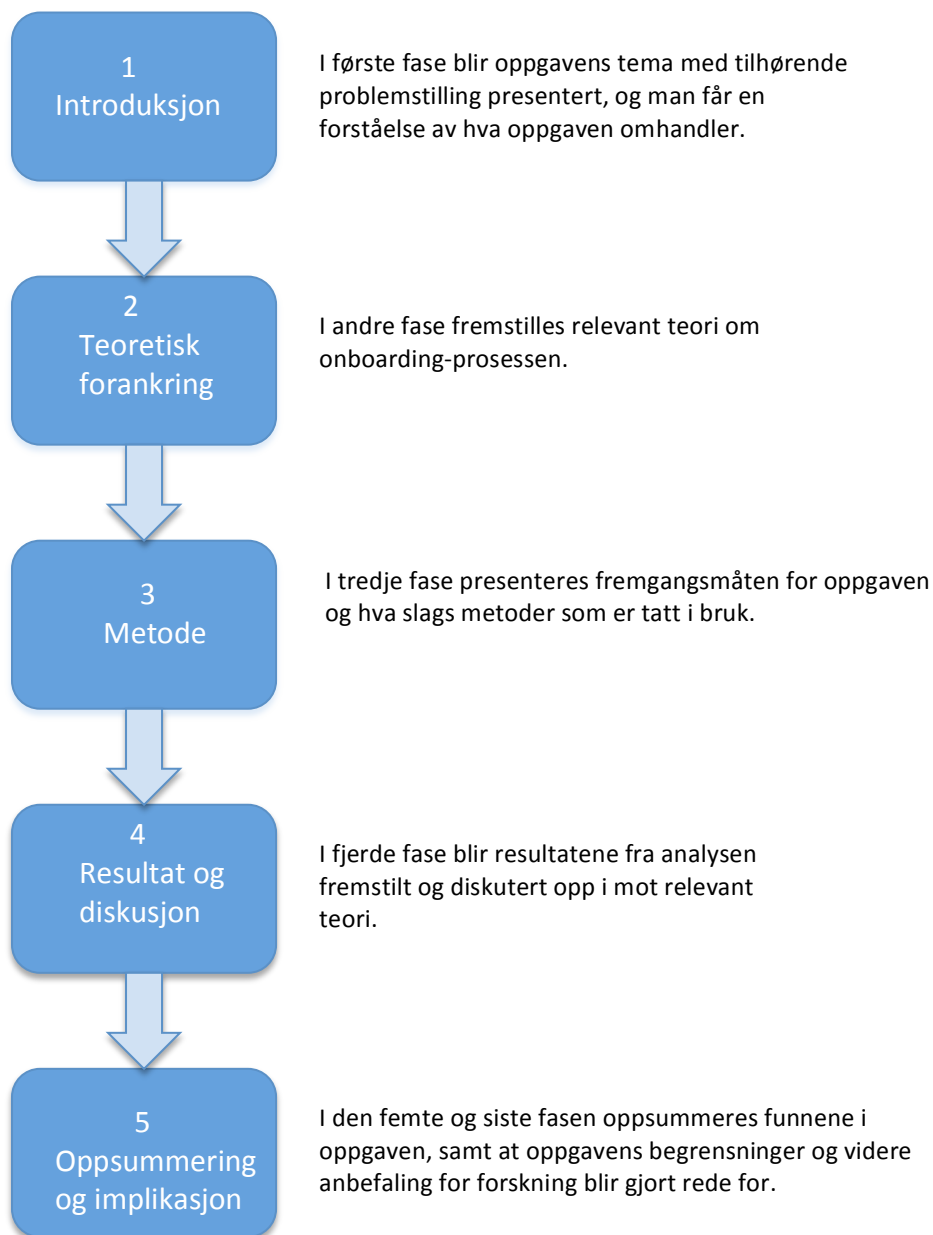 1
Introduksjon
I første fase blir oppgavens tema med tilhørende
problemstilling presentert, og man får en
forståelse av hva oppgaven omhandler.
2
Teoretisk
forankring
I andre fase fremstilles relevant teori om
onboarding-prosessen.
3
Metode
I tredje fase presenteres fremgangsmåten for oppgaven
og hva slags metoder som er tatt i bruk.
4
Resultat og
diskusjon
I fjerde fase blir resultatene fra analysen
fremstilt og diskutert opp i mot relevant
teori.
5
Oppsummering
og implikasjon
I den femte og siste fasen oppsummeres funnene i
oppgaven, samt at oppgavens begrensninger og videre
anbefaling for forskning blir gjort rede for.